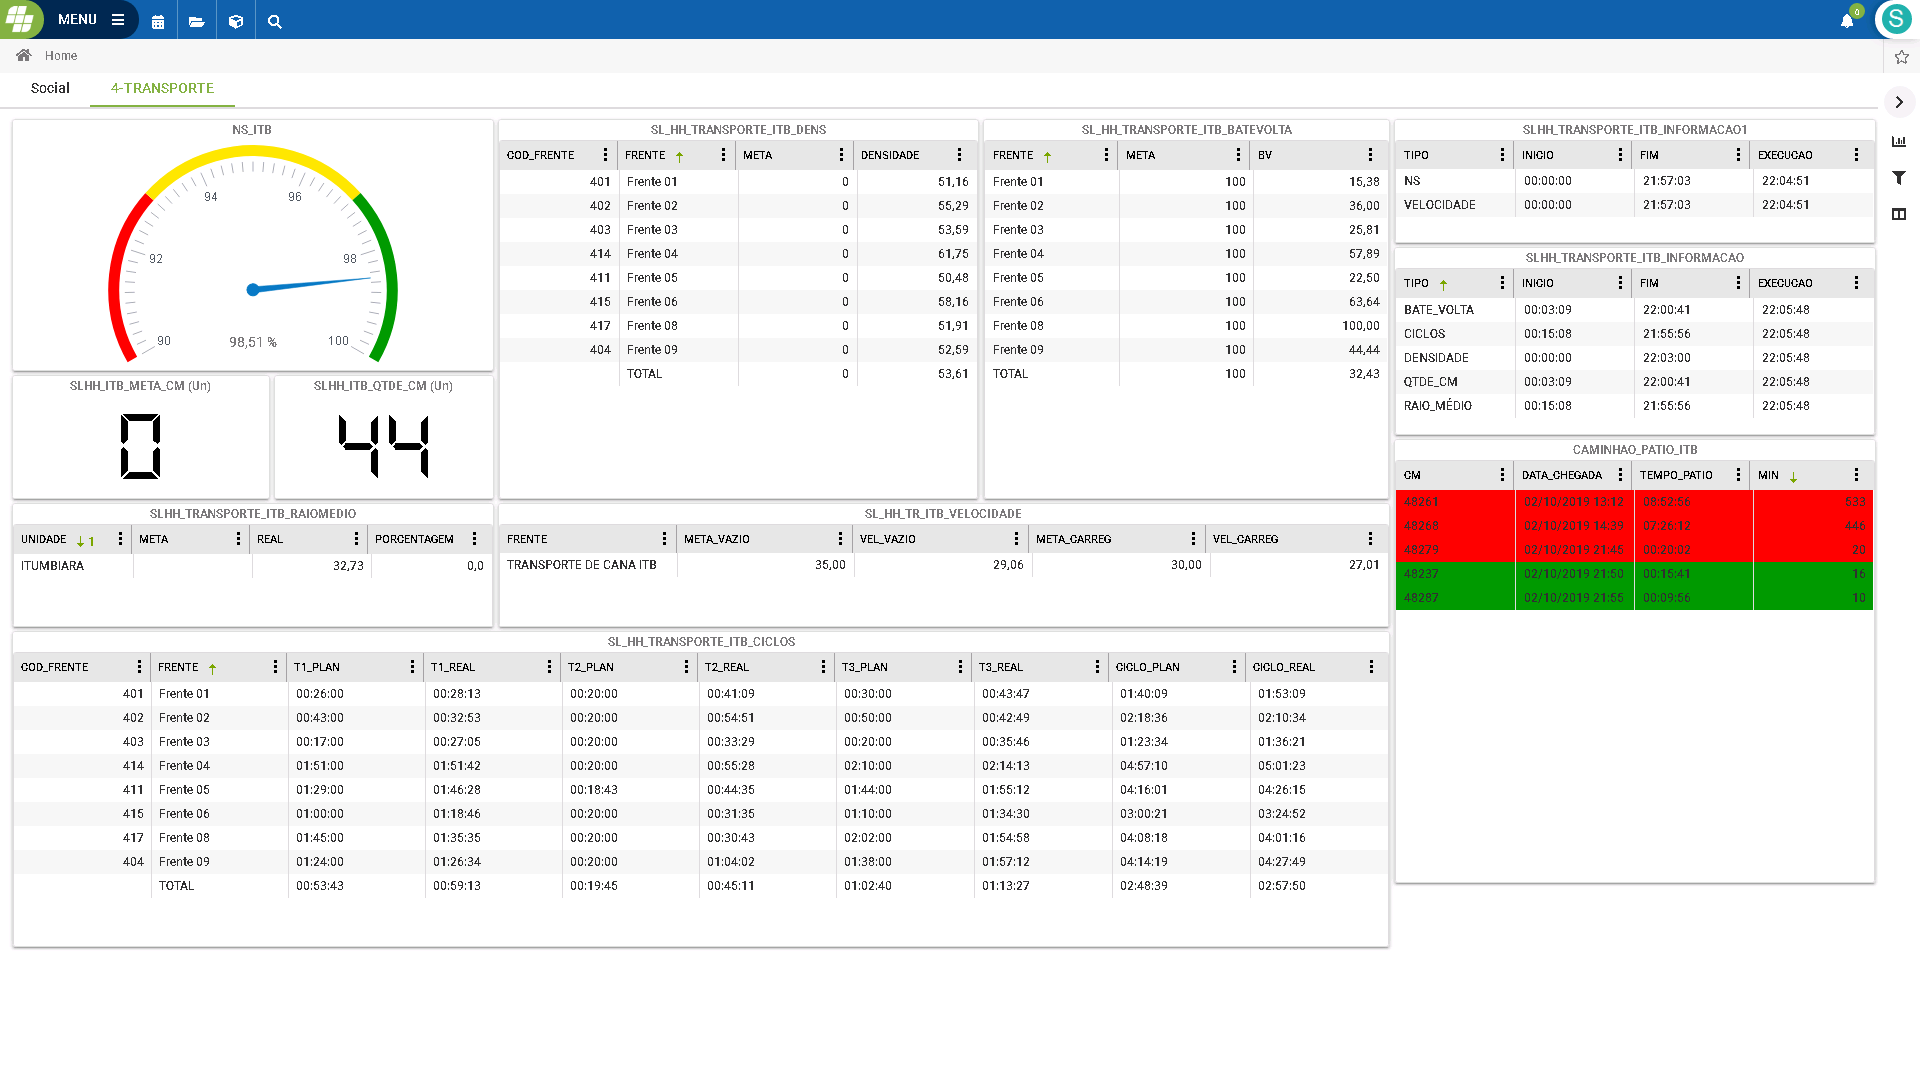 MENU
0
S
Home
Social
4-TRANSPORTE
NS_ITB
94 96
92 98
90 98,51 % 100
SLHH_ITB_META_CM (Un)
0
SLHH_ITB_QTDE_CM (Un)
44
SL_HH_TRANSPORTE_ITB_DENS
COD_FRENTE FRENTE META DENSIDADE
401 Frente 01 0 51,16
402 Frente 02 0 55,29
403 Frente 03 0 53,59
414 Frente 04 0 61,75
411 Frente 05 0 50,48
415 Frente 06 0 58,16
417 Frente 08 0 51,91
404 Frente 09 0 52,59
TOTAL 0 53,61
SL_HH_TRANSPORTE_ITB_BATEVOLTA
FRENTE META BV
Frente 01 100 15,38
Frente 02 100 36,00
Frente 03 100 25,81
Frente 04 100 57,89
Frente 05 100 22,50
Frente 06 100 63,64
Frente 08 100 100,00
Frente 09 100 44,44
TOTAL 100 32,43
SLHH_TRANSPORTE_ITB_INFORMACAO1
TIPO INICIO FIM EXECUCAO
NS 00:00:00 21:57:03 22:04:51
VELOCIDADE 00:00:00 21:57:03 22:04:51
SLHH_TRANSPORTE_ITB_INFORMACAO
TIPO INICIO FIM EXECUCAO
BATE_VOLTA 00:03:09 22:00:41 22:05:48
CICLOS 00:15:08 21:55:56 22:05:48
DENSIDADE 00:00:00 22:03:00 22:05:48
QTDE_CM 00:03:09 22:00:41 22:05:48
RAIO_MÉDIO 00:15:08 21:55:56 22:05:48
CAMINHAO_PATIO_ITB
CM DATA_CHEGADA TEMPO_PATIO MIN
48261 02/10/2019 13:12 08:52:56 533
48268 02/10/2019 14:39 07:26:12 446
48279 02/10/2019 21:45 00:20:02 20
48237 02/10/2019 21:50 00:15:41 16
48287 02/10/2019 21:55 00:09:56 10
SLHH_TRANSPORTE_ITB_RAIOMEDIO
UNIDADE 1 META REAL PORCENTAGEM
ITUMBIARA 32,73 0,0
SL_HH_TR_ITB_VELOCIDADE
FRENTE META_VAZIO VEL_VAZIO META_CARREG VEL_CARREG
TRANSPORTE DE CANA ITB 35,00 29,06 30,00 27,01
SL_HH_TRANSPORTE_ITB_CICLOS
COD_FRENTE FRENTE T1_PLAN T1_REAL T2_PLAN T2_REAL T3_PLAN T3_REAL CICLO_PLAN CICLO_REAL
401 Frente 01 00:26:00 00:28:13 00:20:00 00:41:09 00:30:00 00:43:47 01:40:09 01:53:09
402 Frente 02 00:43:00 00:32:53 00:20:00 00:54:51 00:50:00 00:42:49 02:18:36 02:10:34
403 Frente 03 00:17:00 00:27:05 00:20:00 00:33:29 00:20:00 00:35:46 01:23:34 01:36:21
414 Frente 04 01:51:00 01:51:42 00:20:00 00:55:28 02:10:00 02:14:13 04:57:10 05:01:23
411 Frente 05 01:29:00 01:46:28 00:18:43 00:44:35 01:44:00 01:55:12 04:16:01 04:26:15
415 Frente 06 01:00:00 01:18:46 00:20:00 00:31:35 01:10:00 01:34:30 03:00:21 03:24:52
417 Frente 08 01:45:00 01:35:35 00:20:00 00:30:43 02:02:00 01:54:58 04:08:18 04:01:16
404 Frente 09 01:24:00 01:26:34 00:20:00 01:04:02 01:38:00 01:57:12 04:14:19 04:27:49
TOTAL 00:53:43 00:59:13 00:19:45 00:45:11 01:02:40 01:13:27 02:48:39 02:57:50